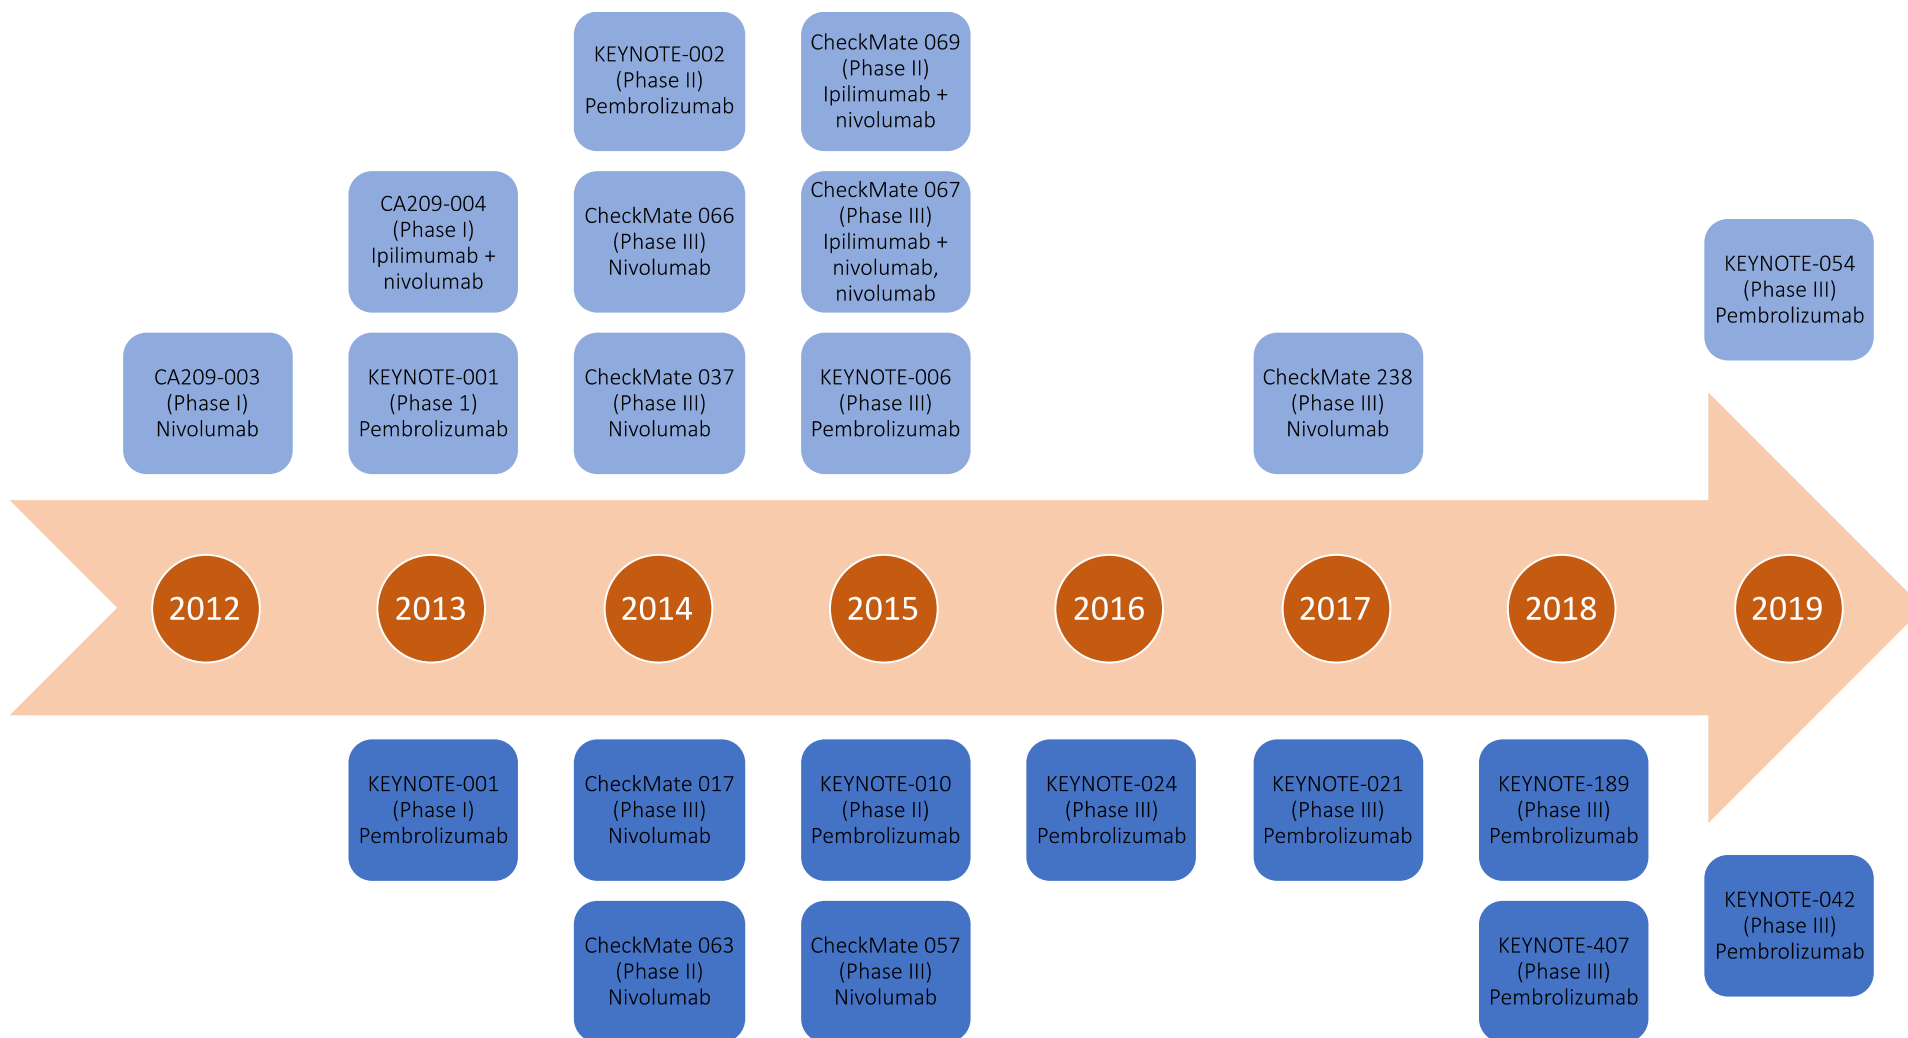 KEYNOTE-002
(Phase II)
Pembrolizumab
CheckMate 069
(Phase II)
Ipilimumab +
nivolumab
CA209-004
(Phase I)
Ipilimumab +
nivolumab
CheckMate 066
(Phase III)
Nivolumab
CheckMate 067
(Phase III)
Ipilimumab +
nivolumab,
nivolumab
KEYNOTE-054
(Phase III)
Pembrolizumab
CA209-003
(Phase I)
Nivolumab
KEYNOTE-001
(Phase 1)
Pembrolizumab
CheckMate 037
(Phase III)
Nivolumab
KEYNOTE-006
(Phase III)
Pembrolizumab
CheckMate 238
(Phase III)
Nivolumab
2012
2013
2014
2015
2016
2017
2018
2019
KEYNOTE-001
(Phase I)
Pembrolizumab
CheckMate 017
(Phase III)
Nivolumab
KEYNOTE-010
(Phase II)
Pembrolizumab
KEYNOTE-024
(Phase III)
Pembrolizumab
KEYNOTE-021
(Phase III)
Pembrolizumab
KEYNOTE-189
(Phase III)
Pembrolizumab
KEYNOTE-042
(Phase III)
Pembrolizumab
CheckMate 063
(Phase II)
Nivolumab
CheckMate 057
(Phase III)
Nivolumab
KEYNOTE-407
(Phase III)
Pembrolizumab